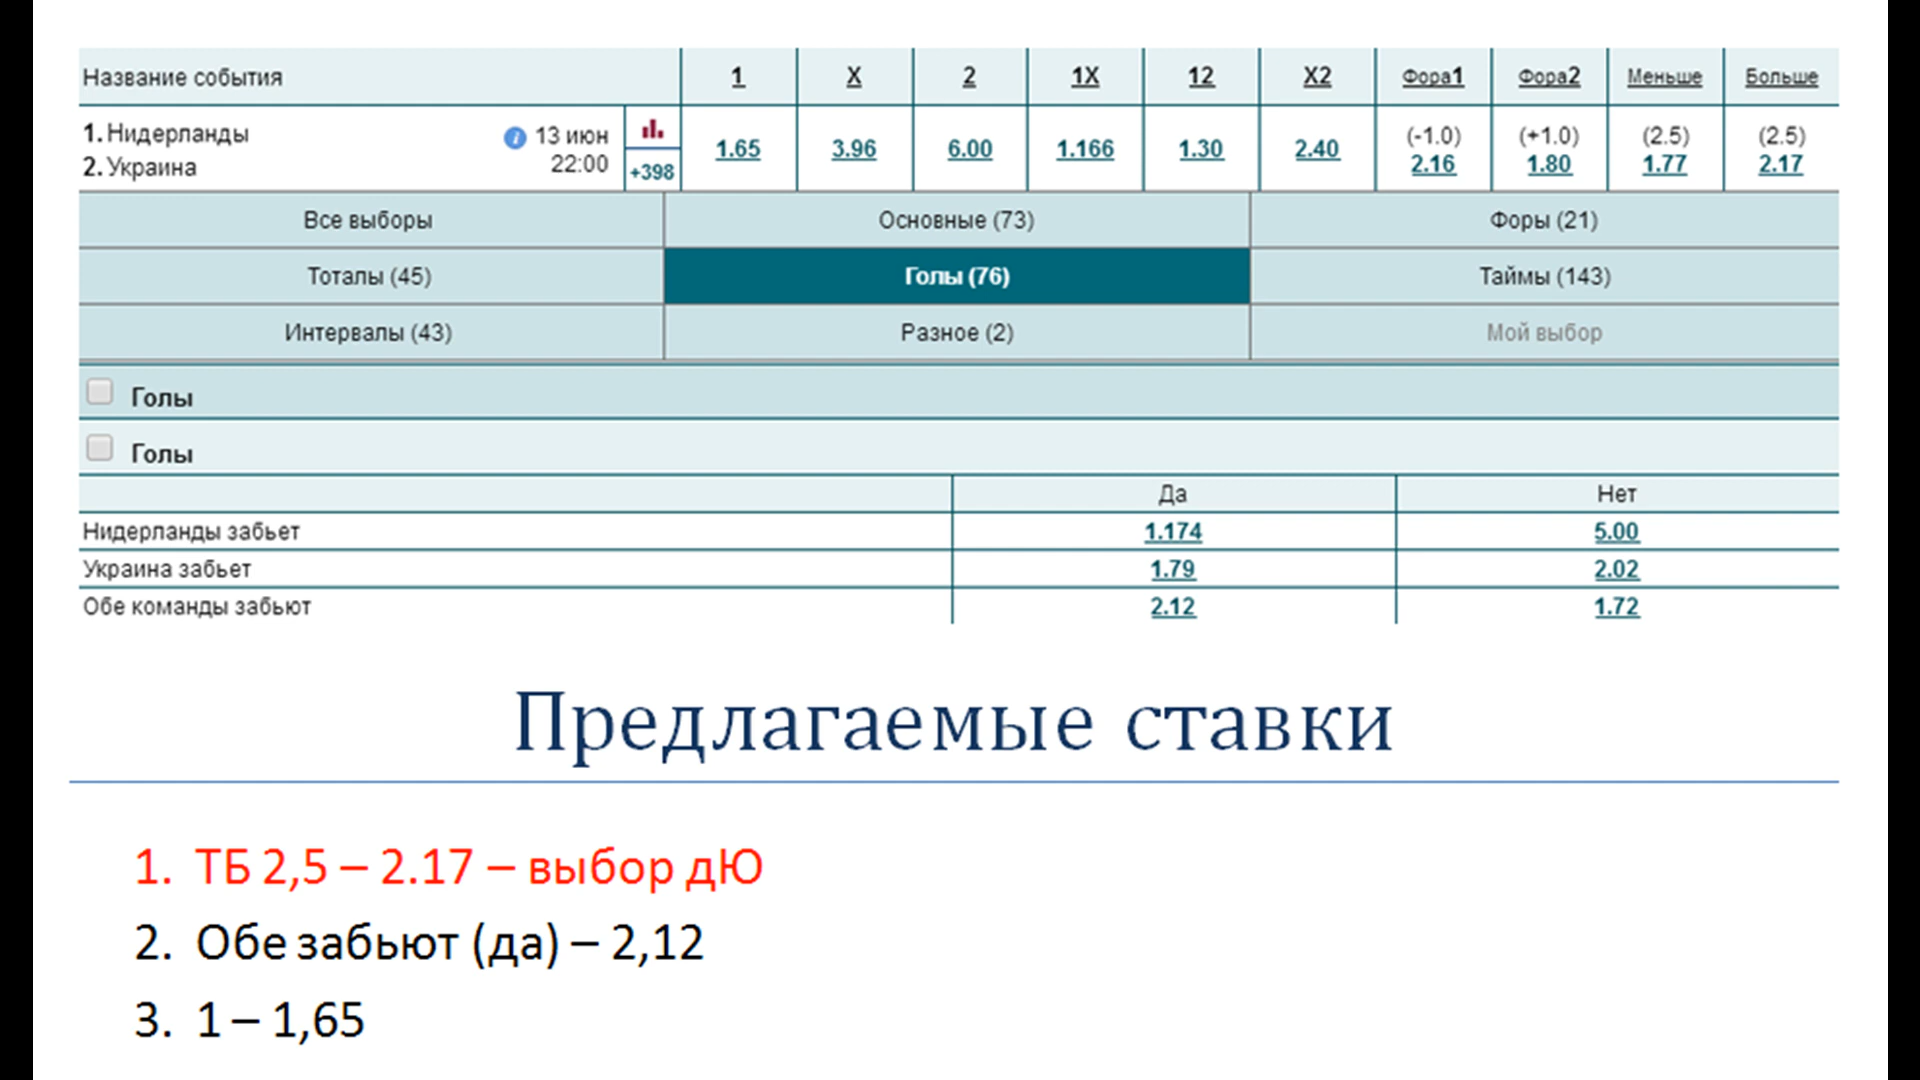 Название события 1 X 2 1X 12 X2 Фора1 Фора2 Меньше Больше
1. Нидерланды 13 июн (-1.0) (+1.0) (2.5) (2.5)
1.65 3.96 6.00 1.166 1.30 2.40
2. Украина 22:00 +398 2.16 1.80 1.77 2.17
Все выборы Основные (73) Форы (21)
Тоталы (45) Голы (76) Таймы (143)
Интервалы (43) Разное (2) Мой выбор
Голы
Голы
Да Нет
Нидерланды забьет 1.174 5.00
Украина забьет 1.79 2.02
Обе команды забьют 2.12 1.72
Предлагаемые ставки
1. ТБ 2,5 – 2.17 – выбор дЮ
2. Обе забьют (да) – 2,12
3. 1 – 1,65